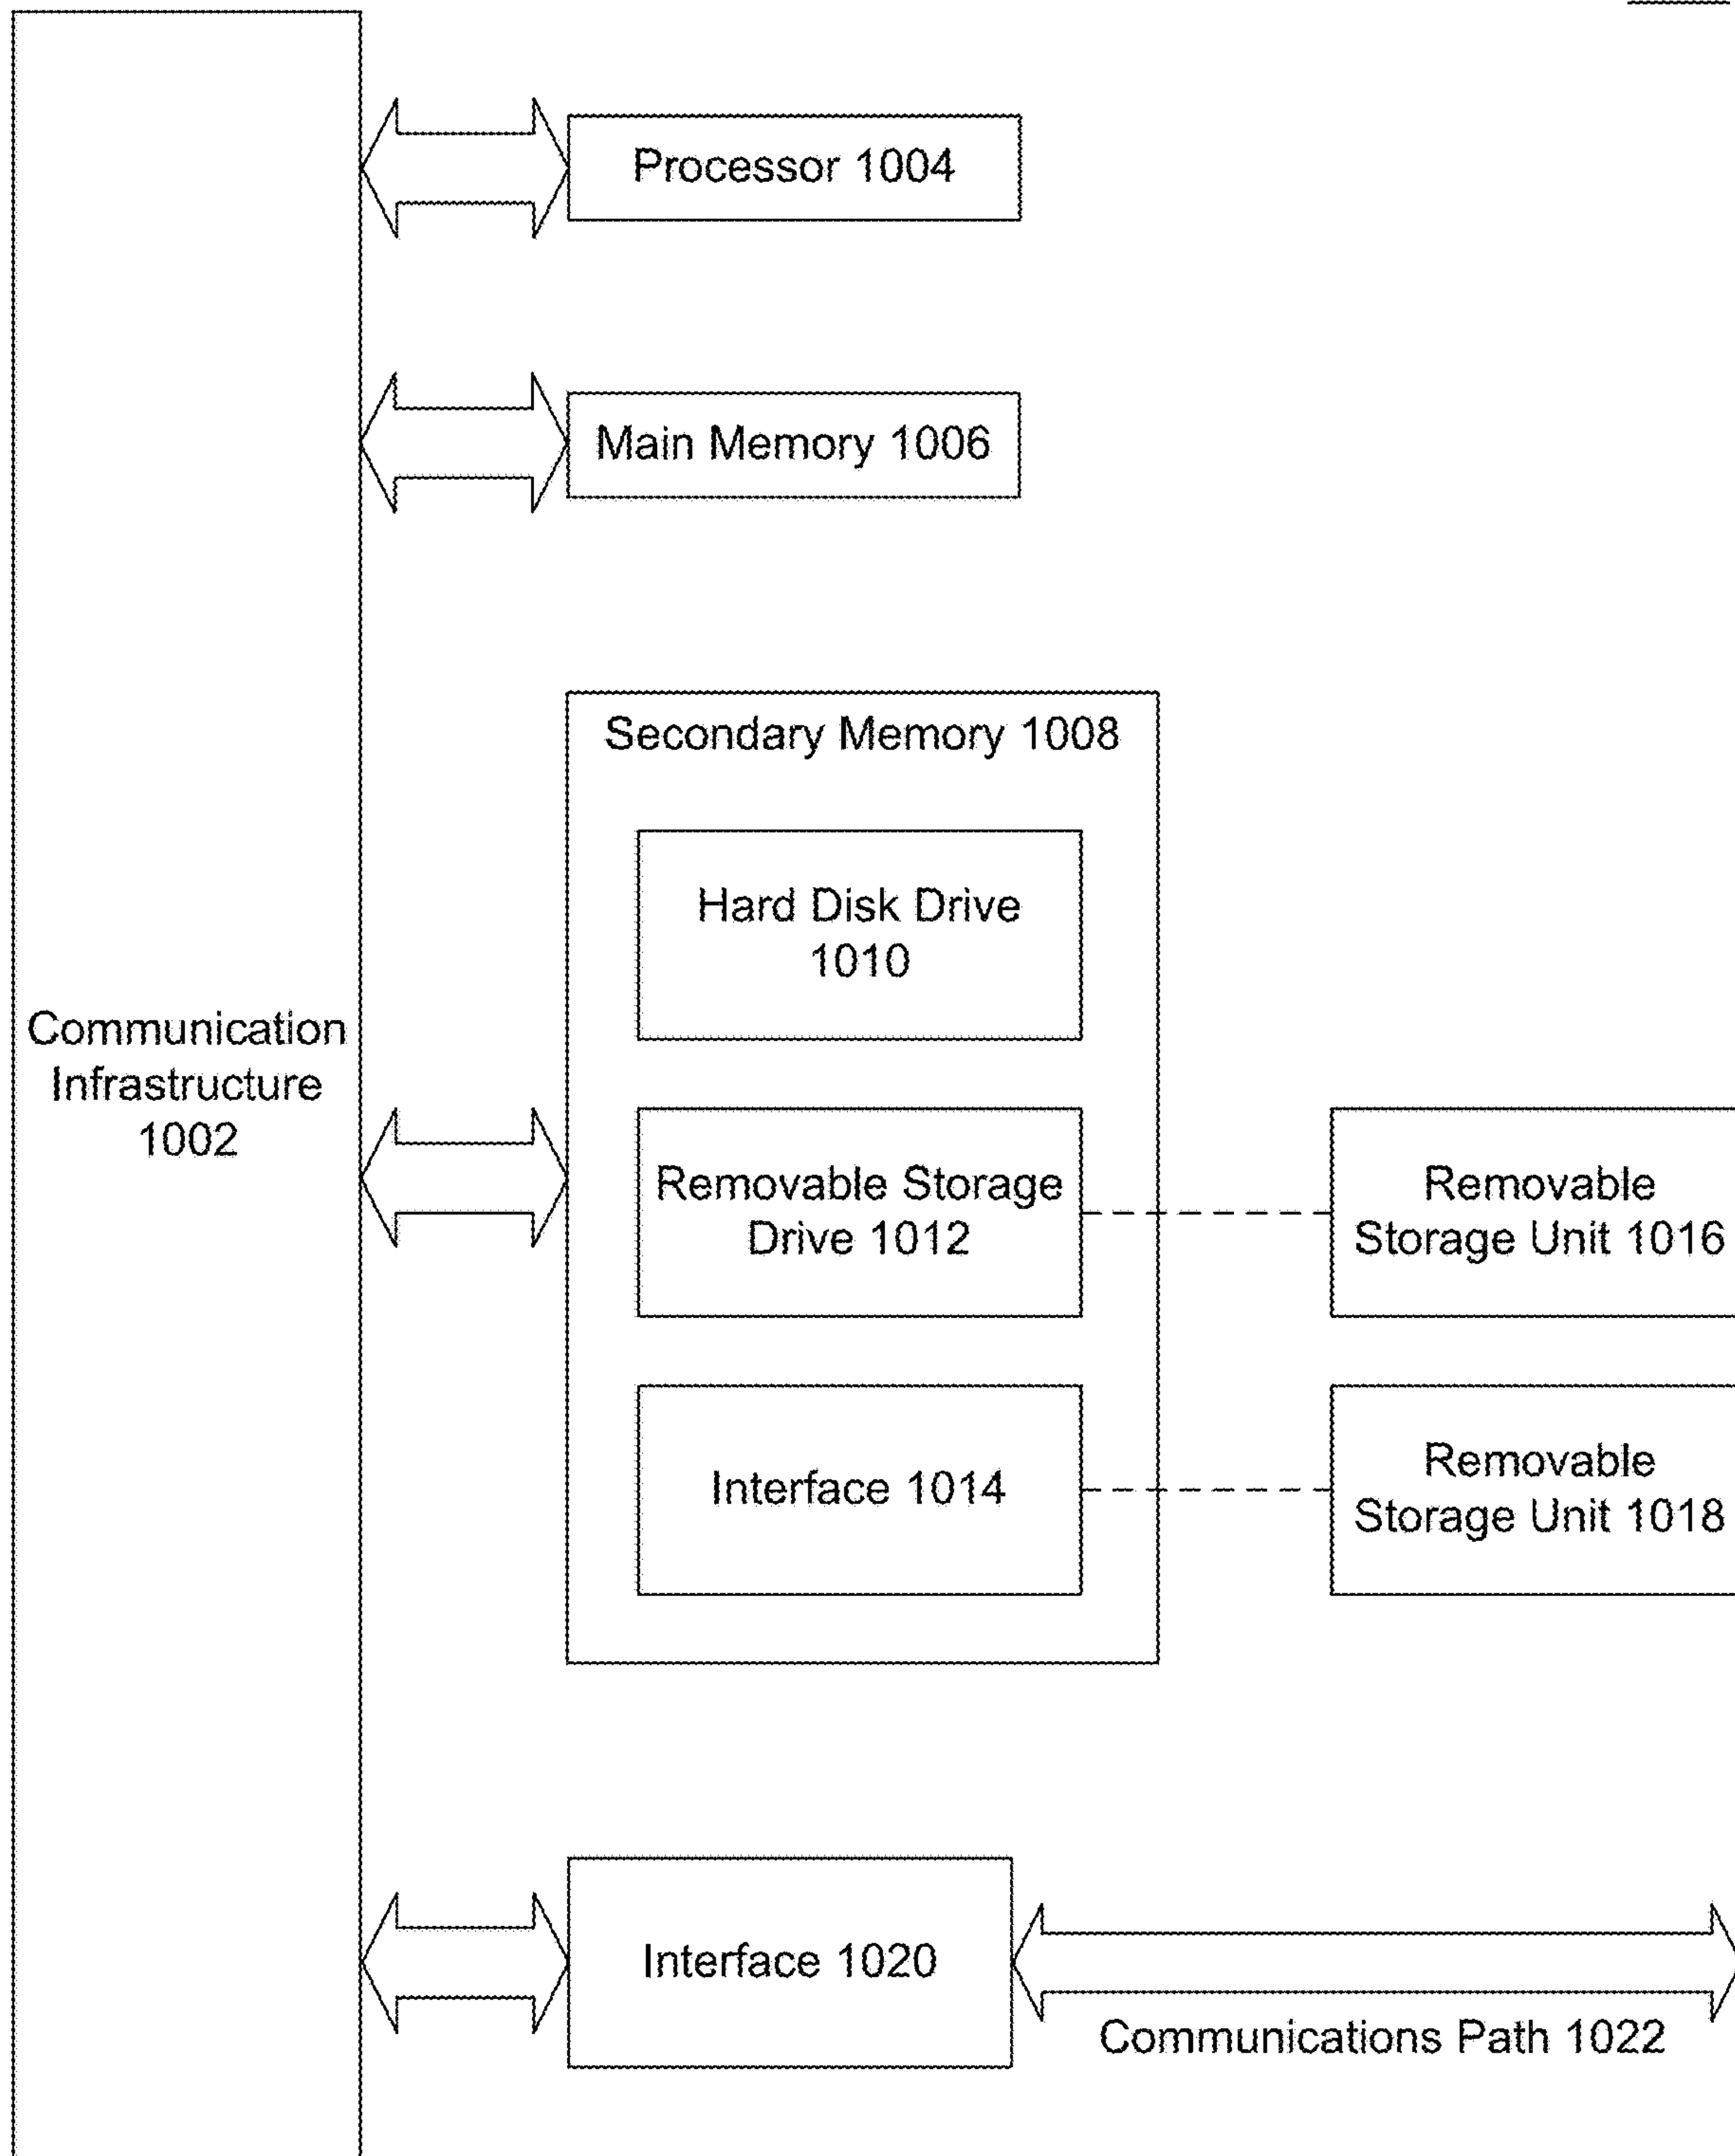 Processor 1004
Main Memory 1006
Secondary Memory 1008
Hard Disk Drive
1010
Communication
Infrastructure
1002
Removable Storage
Drive 1012
Removable
Storage Unit 1016
Interface 1014
Removable
Storage Unit 1018
Interface 1020
Communications Path 1022